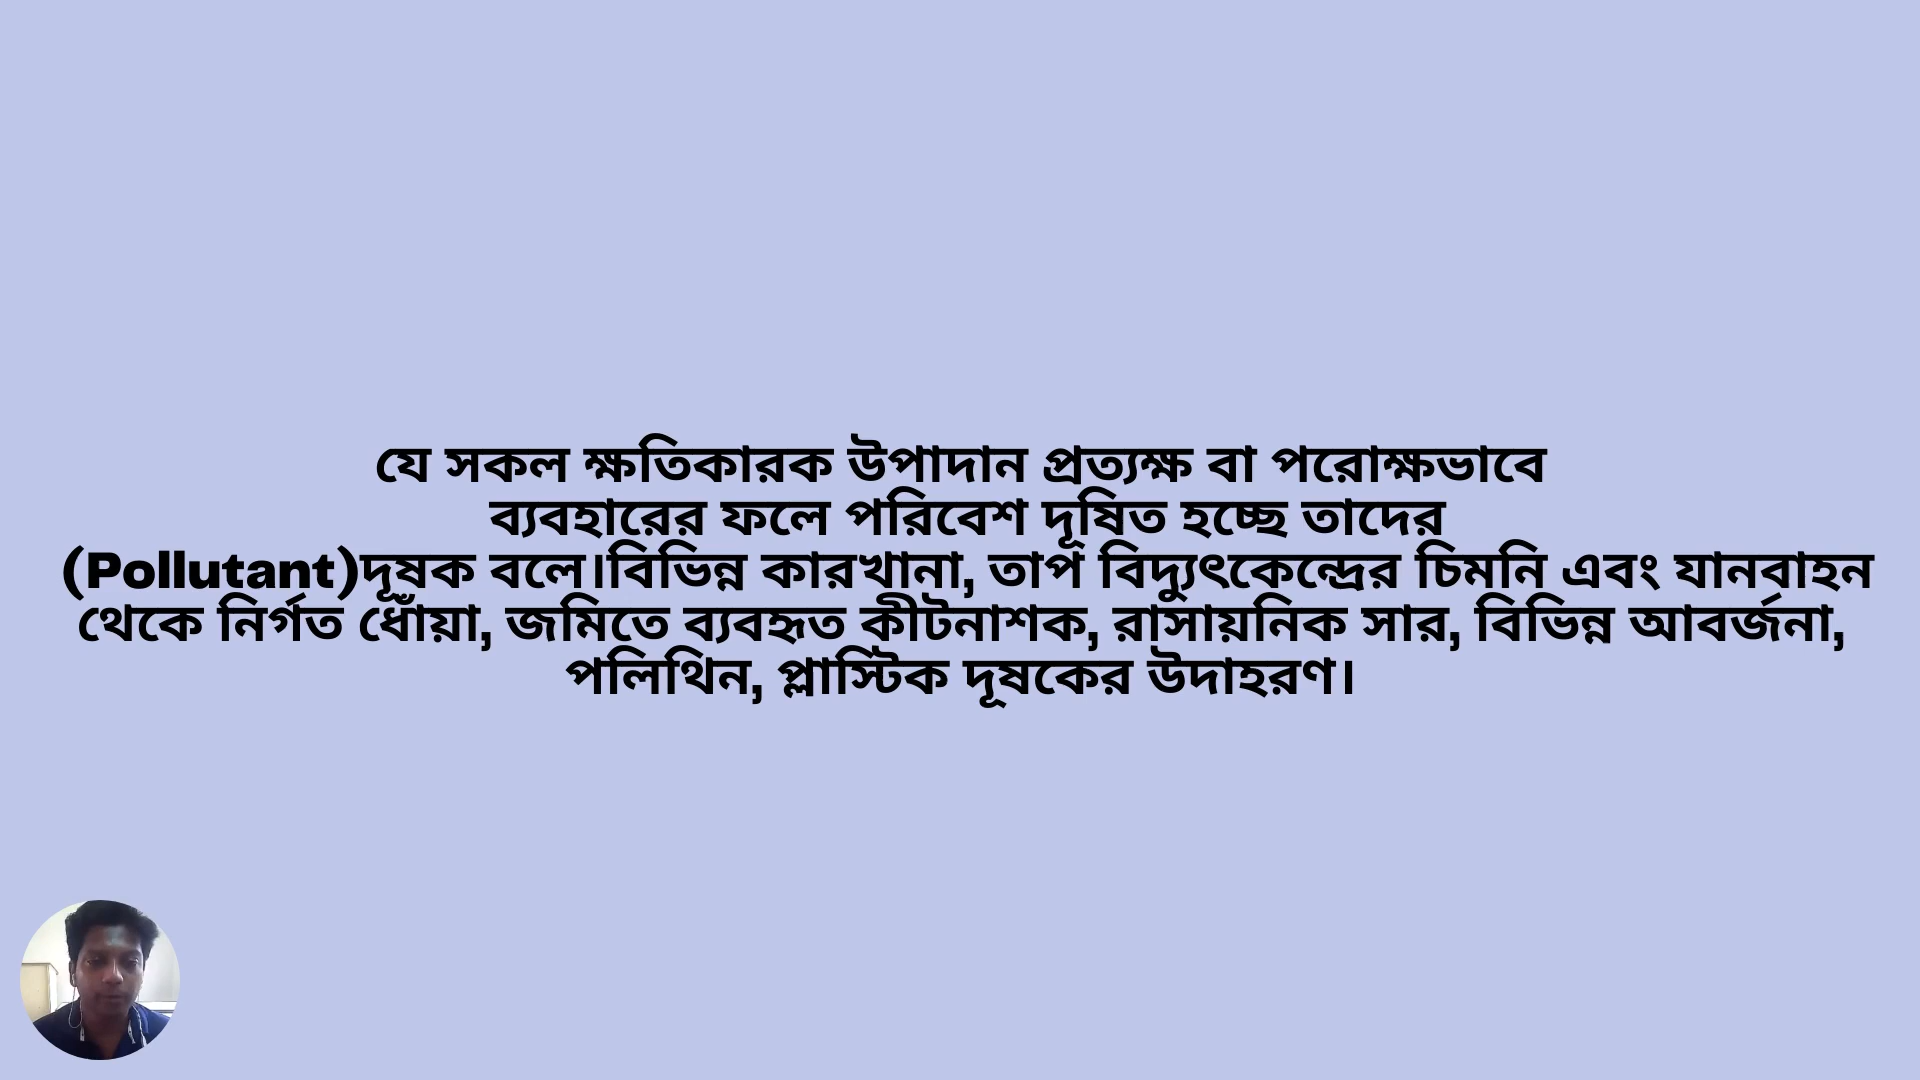 যে সকল ক্ষতিকারক উপাদান প্রত্যক্ষ বা পরোক্ষভাবে
ব্যবহারের ফলে পরিবেশ দূষিত হচ্ছে তাদের
(Pollutant)দূষক বলে।বিভিন্ন কারখানা, তাপ বিদ্যুৎকেন্দ্রের চিমনি এবং যানবাহন
থেকে নির্গত ধোঁয়া, জমিতে ব্যবহৃত কীটনাশক, রাসায়নিক সার, বিভিন্ন আবর্জনা,
পলিথিন, প্লাস্টিক দূষকের উদাহরণ।